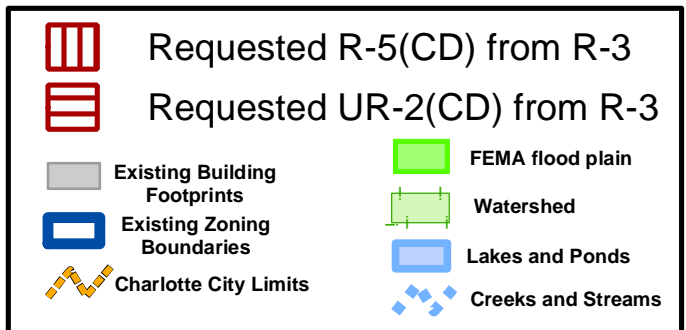 Requested R-5(CD) from R-3
Requested UR-2(CD) from R-3
Existing Building
Footprints
Existing Zoning
Boundaries
Charlotte City Limits
FEMA flood plain
Watershed
Lakes and Ponds
Creeks and Streams